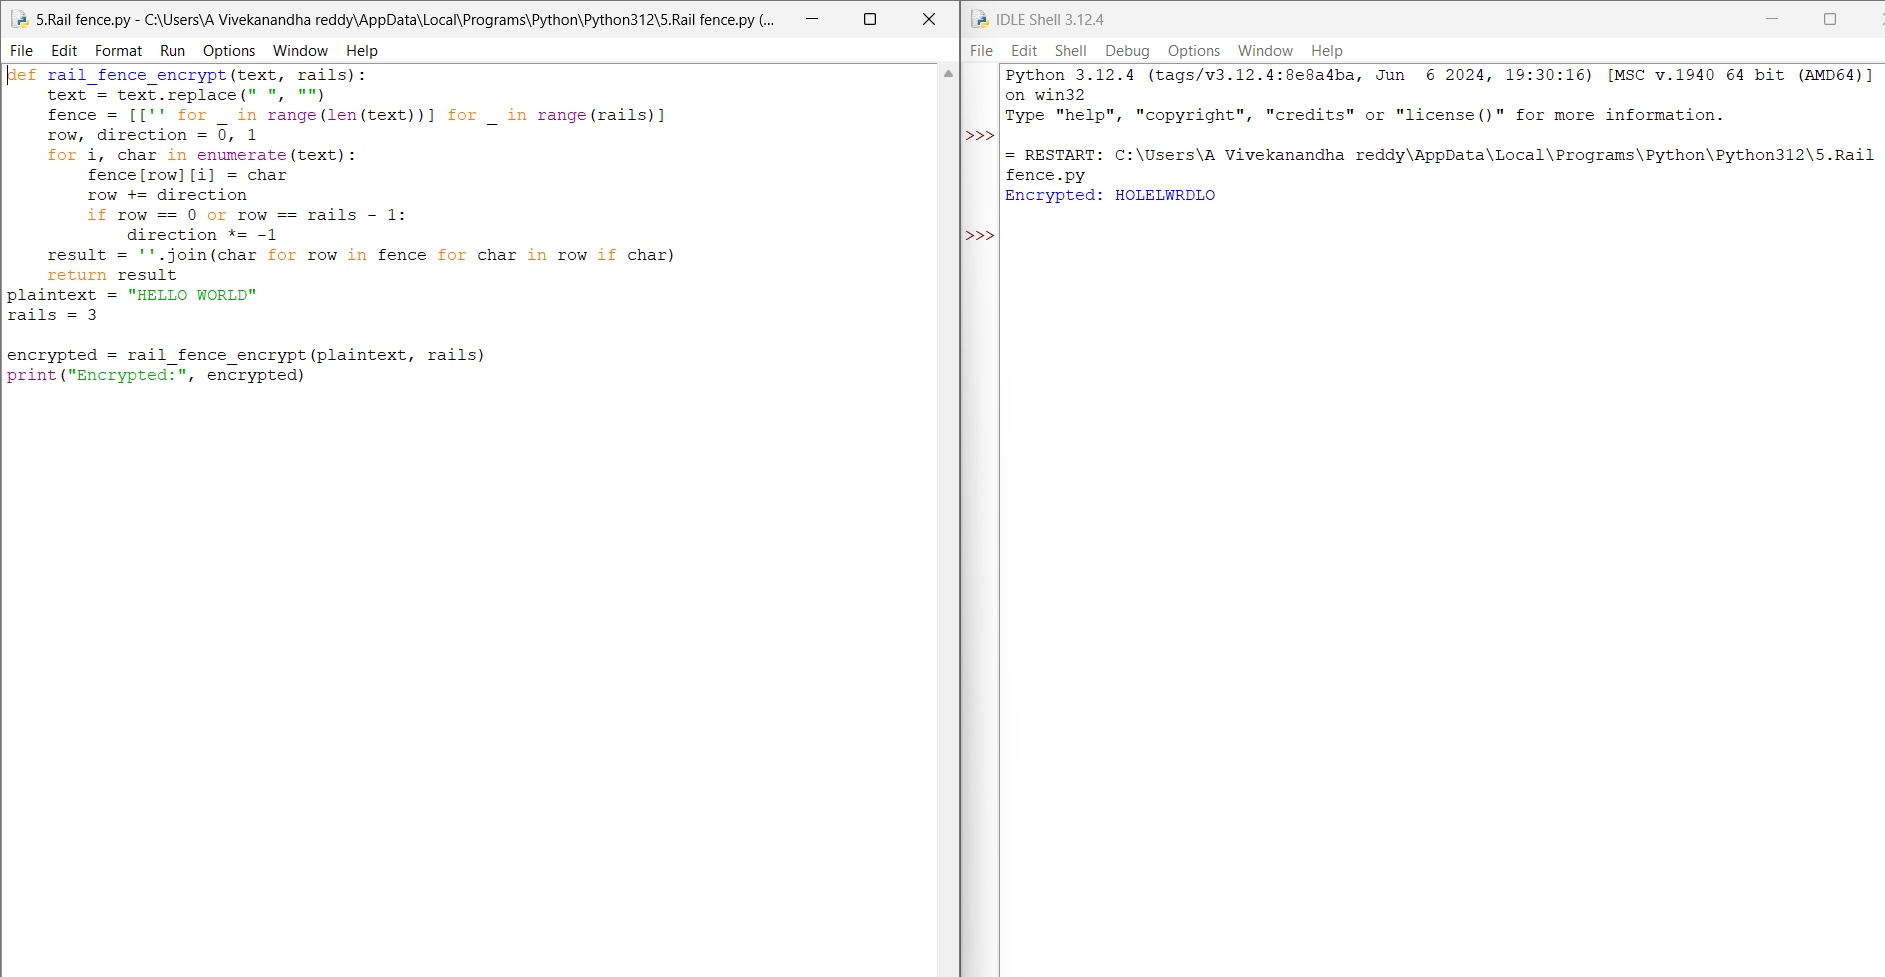 5.Rail fence.py - C:\Users\A Vivekanandha reddy\AppData\Local\Programs\Python\Python312\5.Rail fence.py (...
File Edit Format Run Options Window Help
def rail_fence_encrypt(text, rails):
    text = text.replace(" ", "")
    fence = [['' for _ in range(len(text))] for _ in range(rails)]
    row, direction = 0, 1
    for i, char in enumerate(text):
        fence[row][i] = char
        row += direction
        if row == 0 or row == rails - 1:
            direction *= -1
    result = ''.join(char for row in fence for char in row if char)
    return result
plaintext = "HELLO WORLD"
rails = 3

encrypted = rail_fence_encrypt(plaintext, rails)
print("Encrypted:", encrypted)
IDLE Shell 3.12.4
File Edit Shell Debug Options Window Help
Python 3.12.4 (tags/v3.12.4:8e8a4ba, Jun  6 2024, 19:30:16) [MSC v.1940 64 bit (AMD64)]
on win32
Type "help", "copyright", "credits" or "license()" for more information.
>>>
= RESTART: C:\Users\A Vivekanandha reddy\AppData\Local\Programs\Python\Python312\5.Rail
fence.py
Encrypted: HOLELWRDLO
>>>